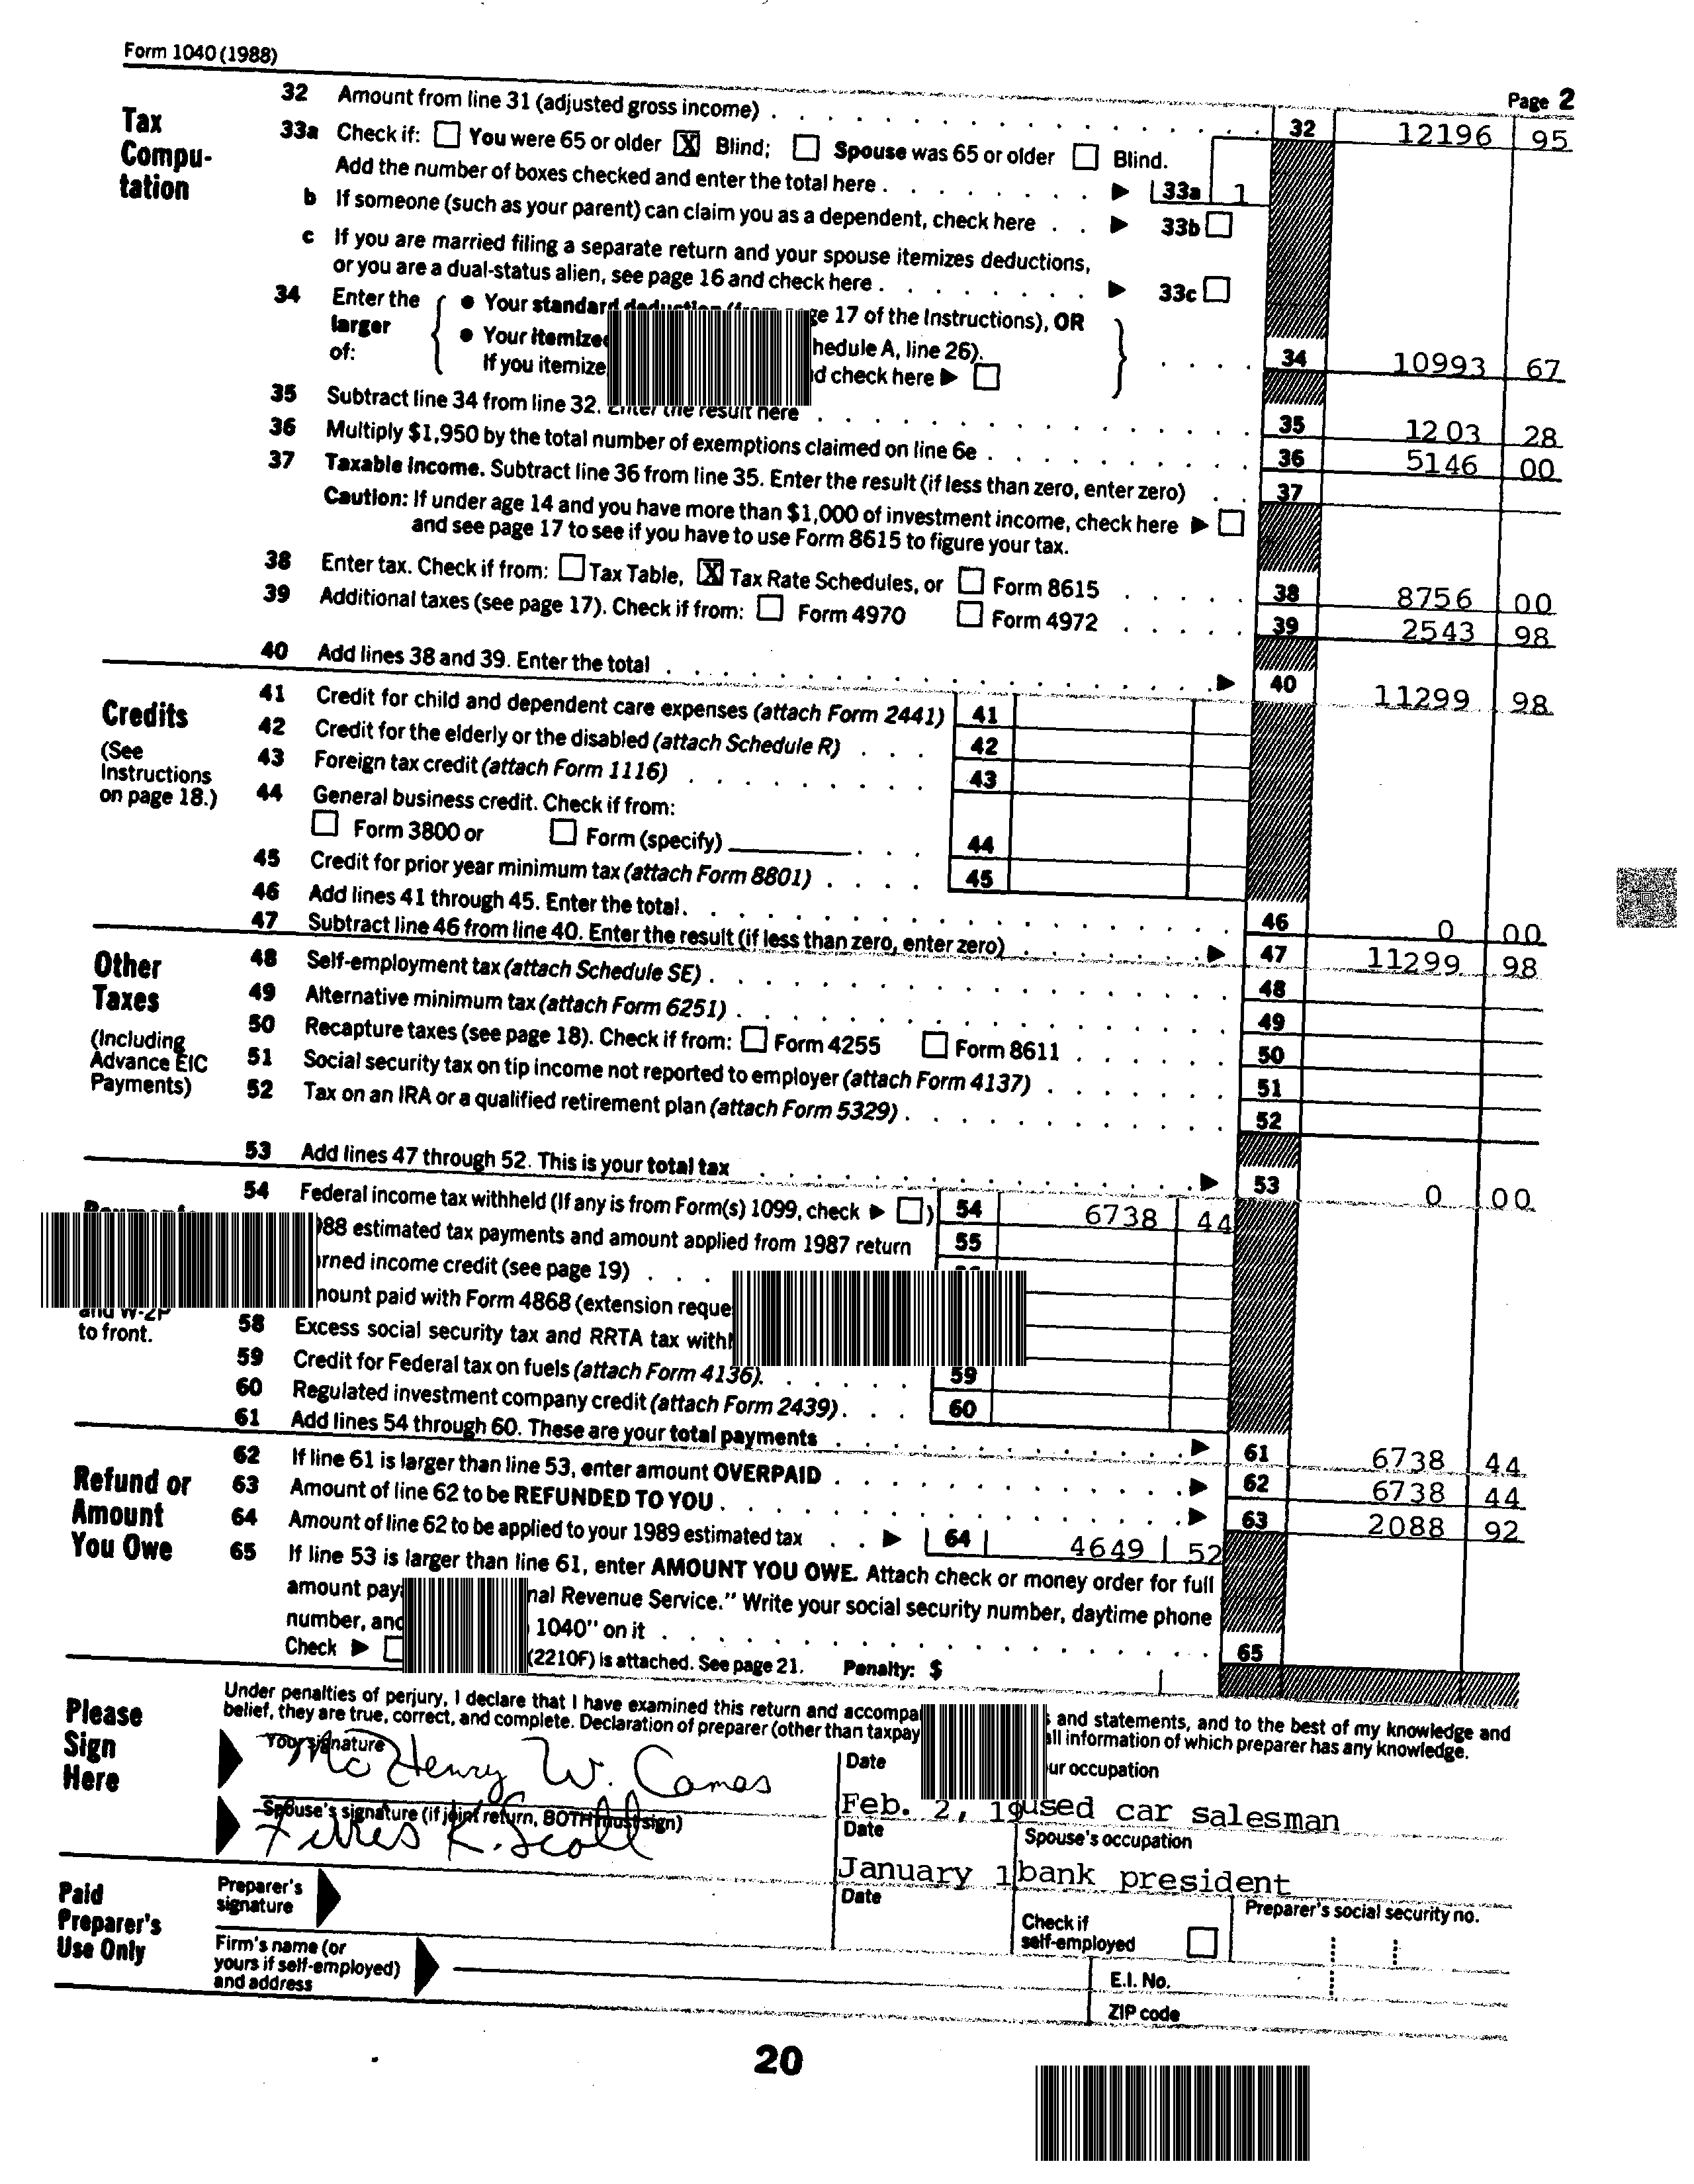 Form 1040 (1988)
Page 2
Tax Compu-tation
32 Amount from line 31 (adjusted gross income) 32 12196 95
33a Check if: You were 65 or older X Blind; Spouse was 65 or older Blind.
Add the number of boxes checked and enter the total here 33a 1
b If someone (such as your parent) can claim you as a dependent, check here 33b
c If you are married filing a separate return and your spouse itemizes deductions,
or you are a dual-status alien, see page 16 and check here 33c
34 Enter the larger of:
● Your standard deduction ge 17 of the Instructions), OR
● Your itemize hedule A, line 26).
If you itemize d check here ▶
34 10993 67
35 Subtract line 34 from line 32. Enter the result here 35 1203 28
36 Multiply $1,950 by the total number of exemptions claimed on line 6e 36 5146 00
37 Taxable income. Subtract line 36 from line 35. Enter the result (if less than zero, enter zero) 37
Caution: If under age 14 and you have more than $1,000 of investment income, check here ▶
and see page 17 to see if you have to use Form 8615 to figure your tax.
38 Enter tax. Check if from: Tax Table, X Tax Rate Schedules, or Form 8615 38 8756 00
39 Additional taxes (see page 17). Check if from: Form 4970 Form 4972 39 2543 98
40 Add lines 38 and 39. Enter the total ▶ 40 11299 98
Credits
(See Instructions on page 18.)
41 Credit for child and dependent care expenses (attach Form 2441) 41
42 Credit for the elderly or the disabled (attach Schedule R) 42
43 Foreign tax credit (attach Form 1116) 43
44 General business credit. Check if from:
Form 3800 or Form (specify) 44
45 Credit for prior year minimum tax (attach Form 8801) 45
46 Add lines 41 through 45. Enter the total 46 0 00
47 Subtract line 46 from line 40. Enter the result (if less than zero, enter zero) ▶ 47 11299 98
Other Taxes
(Including Advance EIC Payments)
48 Self-employment tax (attach Schedule SE) 48
49 Alternative minimum tax (attach Form 6251) 49
50 Recapture taxes (see page 18). Check if from: Form 4255 Form 8611 50
51 Social security tax on tip income not reported to employer (attach Form 4137) 51
52 Tax on an IRA or a qualified retirement plan (attach Form 5329) 52
53 Add lines 47 through 52. This is your total tax ▶ 53 0 00
54 Federal income tax withheld (If any is from Form(s) 1099, check ▶ ) 54 6738 44
88 estimated tax payments and amount applied from 1987 return 55
rned income credit (see page 19)
nount paid with Form 4868 (extension reque
and W-2P
to front.
58 Excess social security tax and RRTA tax with
59 Credit for Federal tax on fuels (attach Form 4136) 59
60 Regulated investment company credit (attach Form 2439) 60
61 Add lines 54 through 60. These are your total payments ▶ 61 6738 44
Refund or Amount You Owe
62 If line 61 is larger than line 53, enter amount OVERPAID ▶ 62 6738 44
63 Amount of line 62 to be REFUNDED TO YOU ▶ 63 2088 92
64 Amount of line 62 to be applied to your 1989 estimated tax ▶ 64 4649 52
65 If line 53 is larger than line 61, enter AMOUNT YOU OWE. Attach check or money order for full
amount pay nal Revenue Service." Write your social security number, daytime phone
number, and 1040" on it 65
Check ▶ (2210F) is attached. See page 21. Penalty: $
Please Sign Here
Under penalties of perjury, I declare that I have examined this return and accompa s and statements, and to the best of my knowledge and
belief, they are true, correct, and complete. Declaration of preparer (other than taxpay ll information of which preparer has any knowledge.
Your signature Date ur occupation
McHenry W. Camas Feb. 2, 19 used car salesman
Spouse's signature (if joint return, BOTH must sign) Date Spouse's occupation
K. Scott January 1 bank president
Paid Preparer's Use Only
Preparer's signature Date Check if self-employed Preparer's social security no.
Firm's name (or yours if self-employed) and address
E.I. No.
ZIP code
20